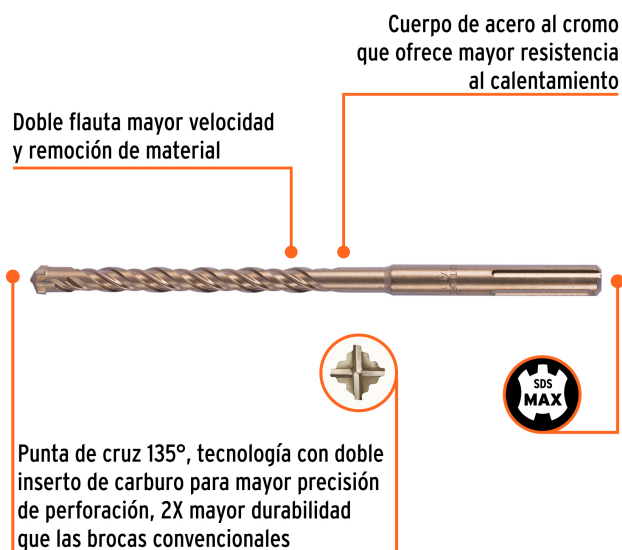 Cuerpo de acero al cromo
que ofrece mayor resistencia
al calentamiento
Doble flauta mayor velocidad
y remoción de material
SDS
MAX
Punta de cruz 135°, tecnología con doble
inserto de carburo para mayor precisión
de perforación, 2X mayor durabilidad
que las brocas convencionales